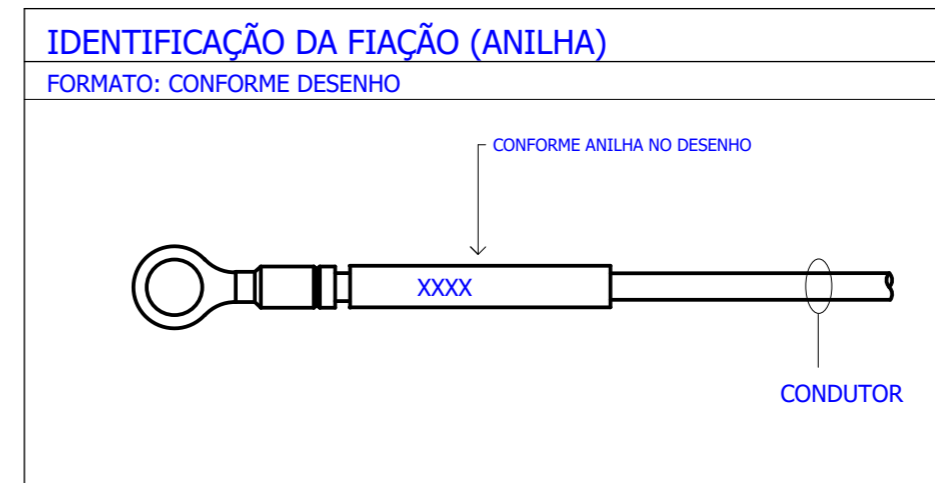 IDENTIFICAÇÃO DA FIAÇÃO (ANILHA)
FORMATO: CONFORME DESENHO
CONFORME ANILHA NO DESENHO
XXXX
CONDUTOR